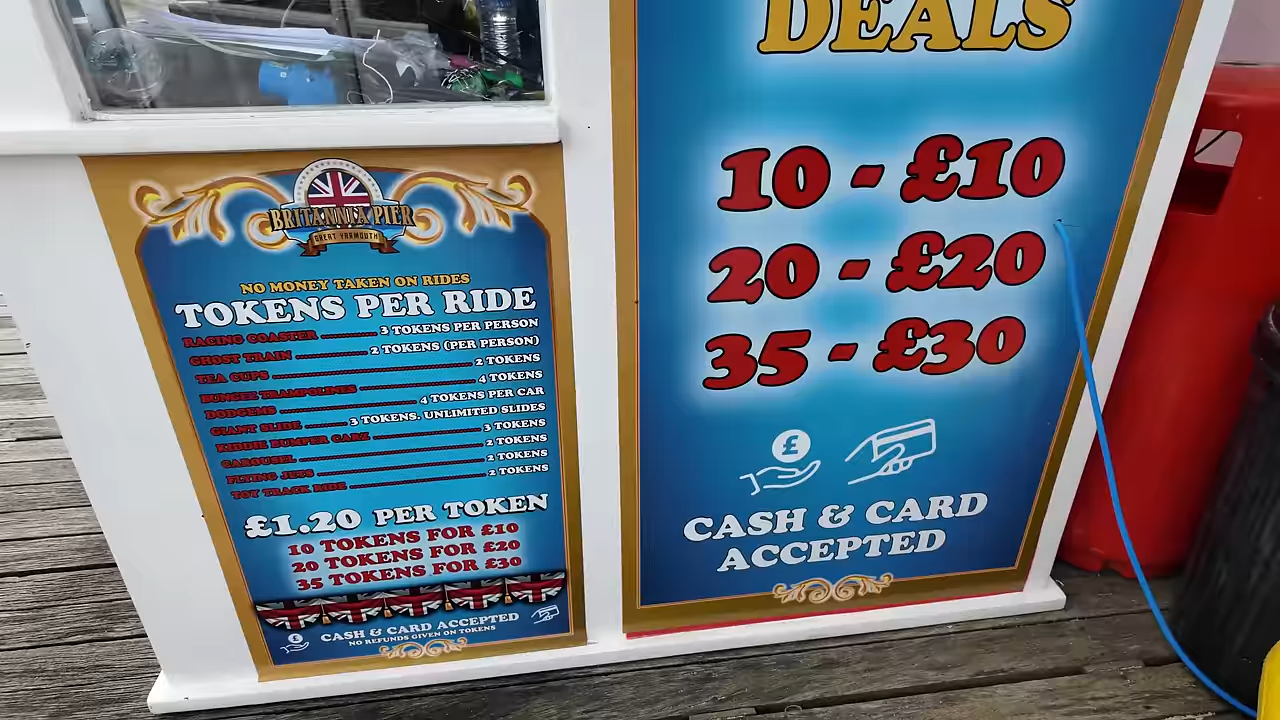 BRITANNIA PIER
GREAT YARMOUTH
NO MONEY TAKEN ON RIDES
TOKENS PER RIDE
RACING COASTER ........... 3 TOKENS PER PERSON
GHOST TRAIN ........... 2 TOKENS (PER PERSON)
TEA CUPS ........... 2 TOKENS
BUNGEE TRAMPOLINES ........... 4 TOKENS
DODGEMS ........... 4 TOKENS PER CAR
GIANT SLIDE ........... 3 TOKENS. UNLIMITED SLIDES
KIDDIE BUMPER CARZ ........... 3 TOKENS
CAROUSEL ........... 2 TOKENS
FLYING JETS ........... 2 TOKENS
TOY TRACK RIDE ........... 2 TOKENS
£1.20 PER TOKEN
10 TOKENS FOR £10
20 TOKENS FOR £20
35 TOKENS FOR £30
£
CASH & CARD ACCEPTED
NO REFUNDS GIVEN ON TOKENS
DEALS
10 - £10
20 - £20
35 - £30
£
CASH & CARD
ACCEPTED